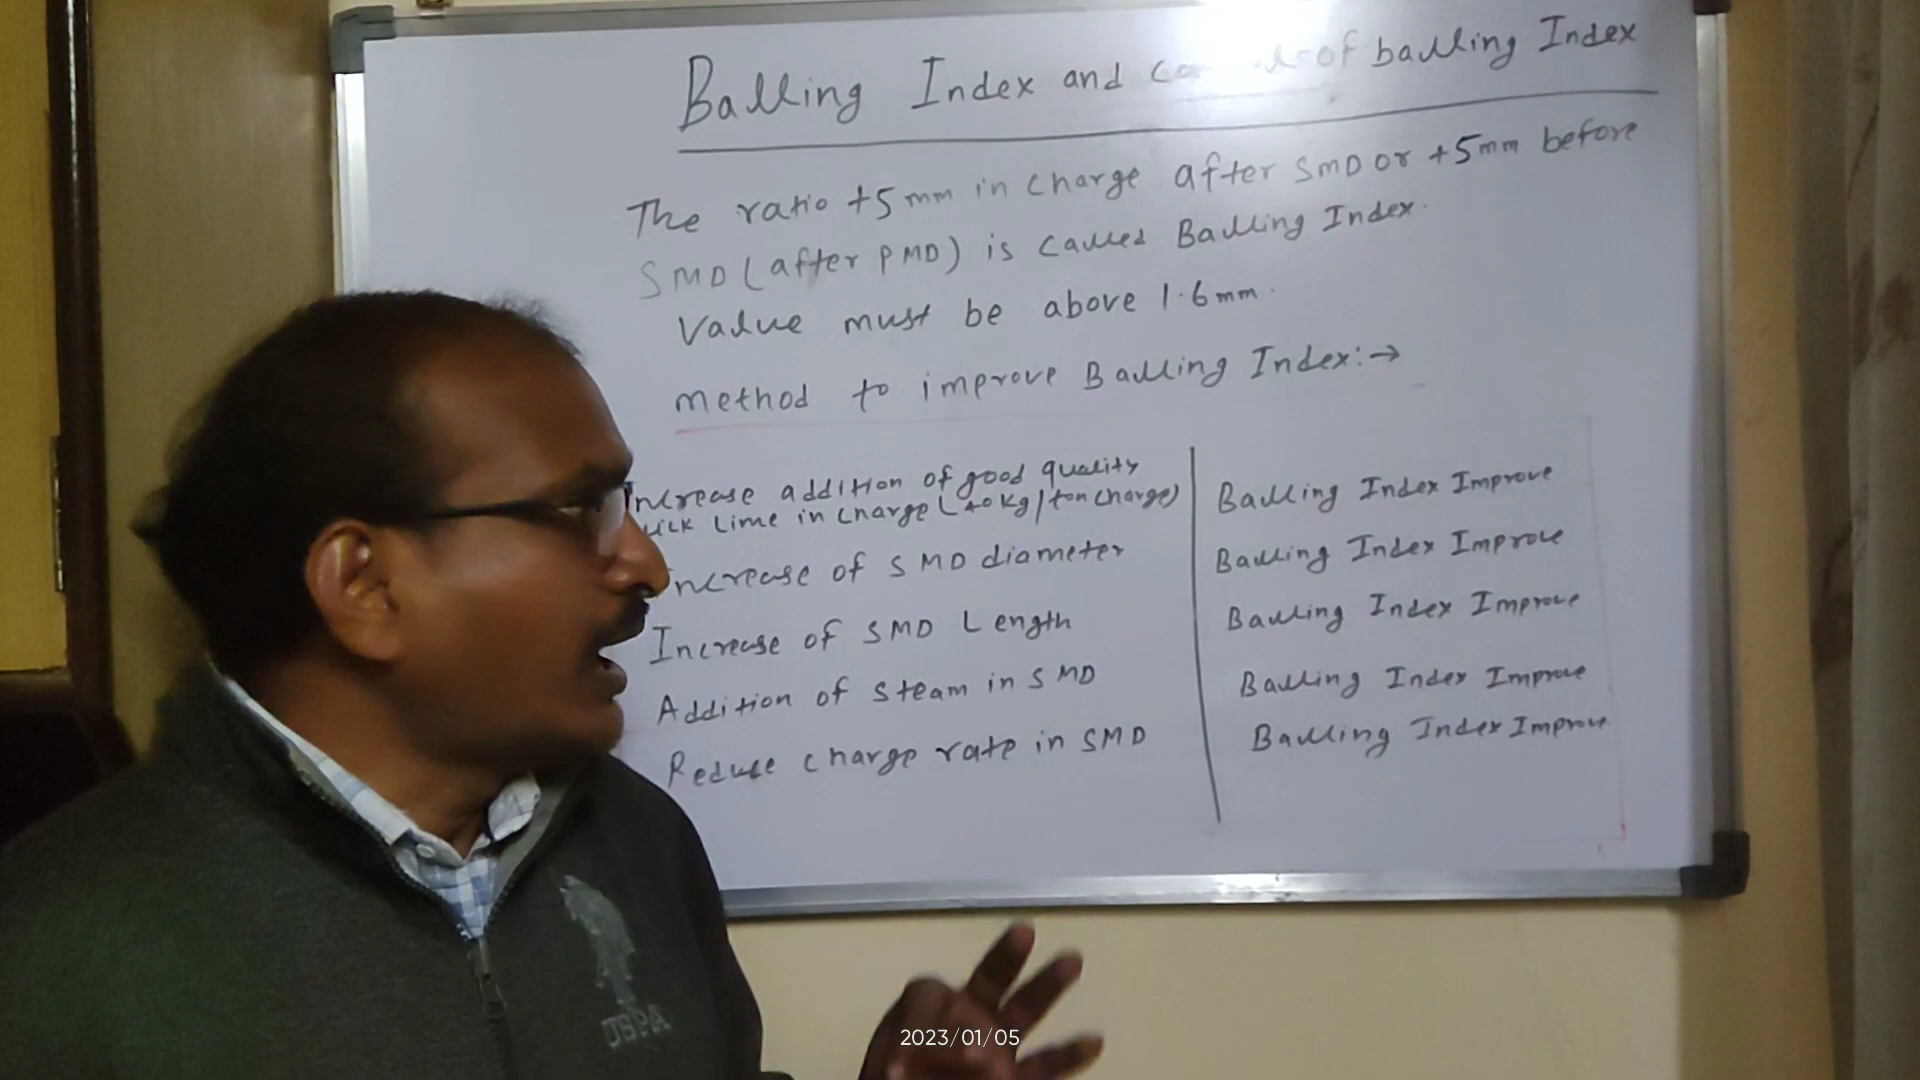 Balling Index and of balling Index
The ratio +5mm in charge after SMD or +5mm before
SMD (after PMD) is called Balling Index.
Value must be above 1.6mm.
method to improve Balling Index:→
ncrease addition of good quality
uick lime in charge (40kg/ton charge)
Balling Index Improve
ncrease of SMD diameter
Balling Index Improve
Increase of SMD Length
Balling Index Improve
Addition of steam in SMD
Balling Index Improve
Reduce charge rate in SMD
Balling Index Improve
USPA
2023/01/05